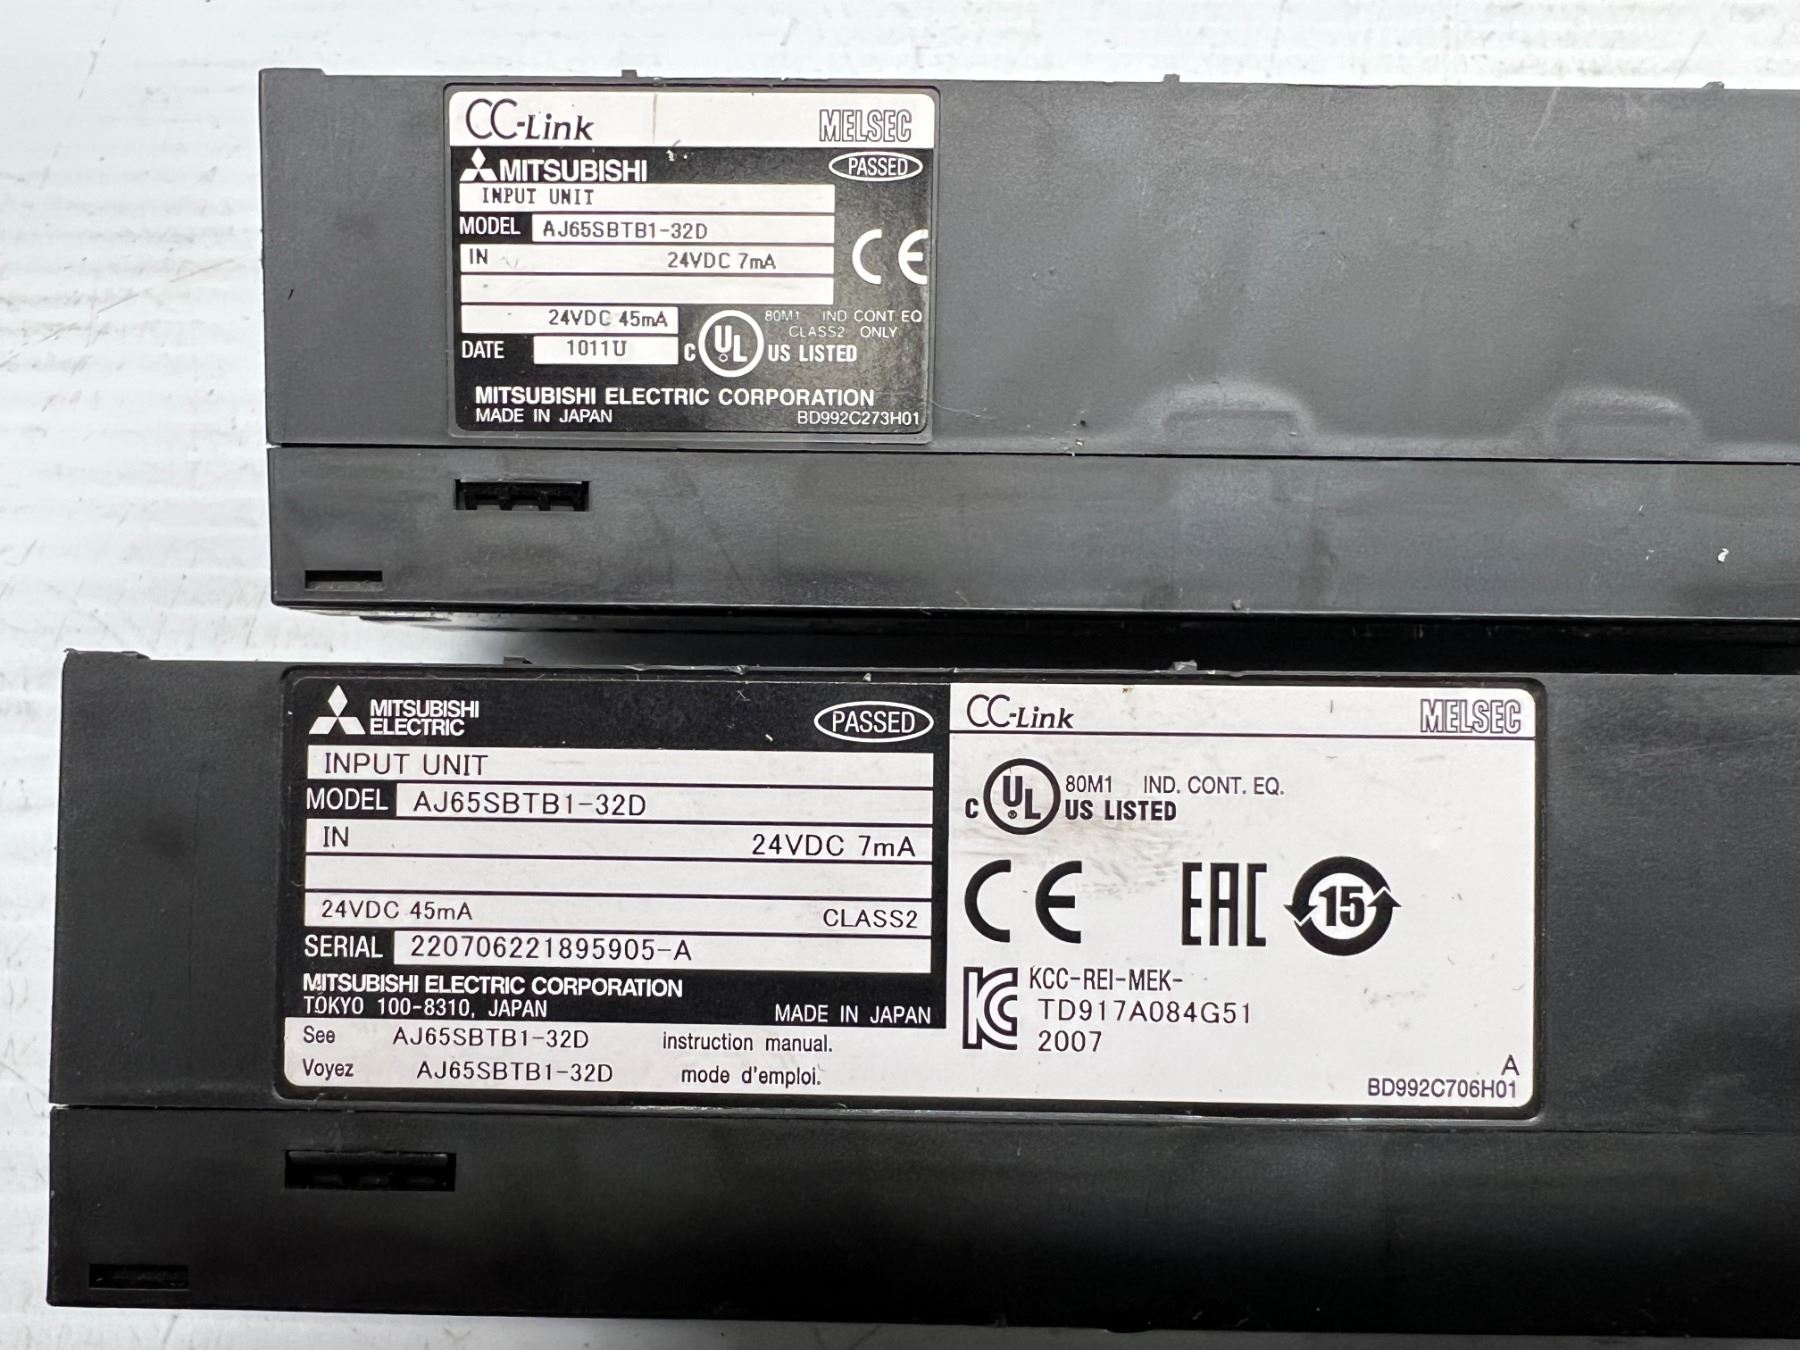 CC-Link MELSEC
MITSUBISHI PASSED
INPUT UNIT
MODEL AJ65SBTB1-32D
IN 24VDC 7mA
CE
24VDC 45mA
80M1 IND CONT EQ
CLASS2 ONLY
DATE 1011U
C UL US LISTED
MITSUBISHI ELECTRIC CORPORATION
MADE IN JAPAN BD992C273H01
MITSUBISHI
ELECTRIC
PASSED
INPUT UNIT
MODEL AJ65SBTB1-32D
IN 24VDC 7mA
24VDC 45mA CLASS2
SERIAL 220706221895905-A
MITSUBISHI ELECTRIC CORPORATION
TOKYO 100-8310, JAPAN MADE IN JAPAN
See AJ65SBTB1-32D instruction manual.
Voyez AJ65SBTB1-32D mode d'emploi.
CC-Link MELSEC
C UL® 80M1 IND. CONT. EQ.
US LISTED
CE EAC 15
KC KCC-REI-MEK-
TD917A084G51
2007
A
BD992C706H01